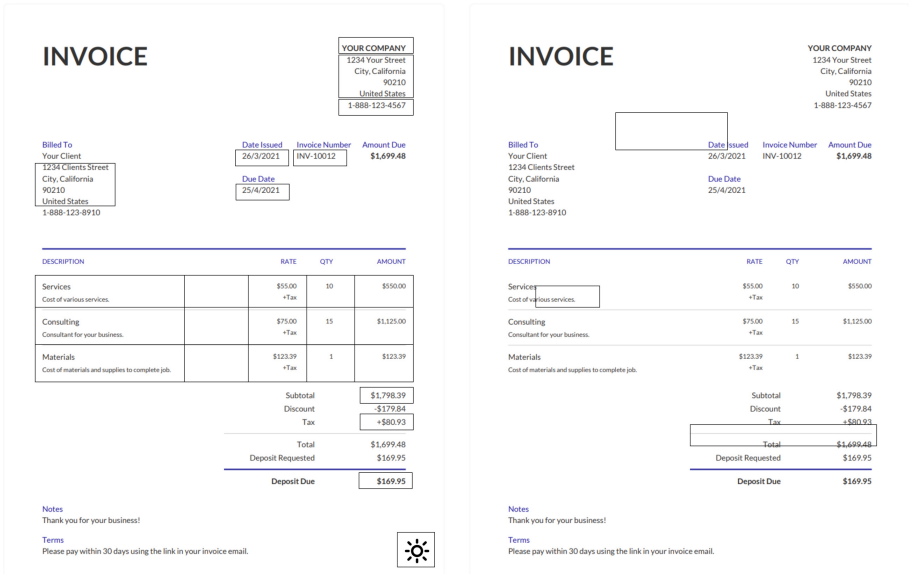 INVOICE
YOUR COMPANY
1234 Your Street
City, California
90210
United States
1-888-123-4567
Billed To
Your Client
1234 Clients Street
City, California
90210
United States
1-888-123-8910
Date Issued
26/3/2021
Due Date
25/4/2021
Invoice Number
INV-10012
Amount Due
$1,699.48
DESCRIPTION RATE QTY AMOUNT
Services $55.00 10 $550.00
Cost of various services. +Tax
Consulting $75.00 15 $1,125.00
Consultant for your business. +Tax
Materials $123.39 1 $123.39
Cost of materials and supplies to complete job. +Tax
Subtotal $1,798.39
Discount -$179.84
Tax +$80.93
Total $1,699.48
Deposit Requested $169.95
Deposit Due $169.95
Notes
Thank you for your business!
Terms
Please pay within 30 days using the link in your invoice email.
INVOICE
YOUR COMPANY
1234 Your Street
City, California
90210
United States
1-888-123-4567
Billed To
Your Client
1234 Clients Street
City, California
90210
United States
1-888-123-8910
Date Issued
26/3/2021
Due Date
25/4/2021
Invoice Number
INV-10012
Amount Due
$1,699.48
DESCRIPTION RATE QTY AMOUNT
Services $55.00 10 $550.00
Cost of various services. +Tax
Consulting $75.00 15 $1,125.00
Consultant for your business. +Tax
Materials $123.39 1 $123.39
Cost of materials and supplies to complete job. +Tax
Subtotal $1,798.39
Discount -$179.84
Tax +$80.93
Total $1,699.48
Deposit Requested $169.95
Deposit Due $169.95
Notes
Thank you for your business!
Terms
Please pay within 30 days using the link in your invoice email.